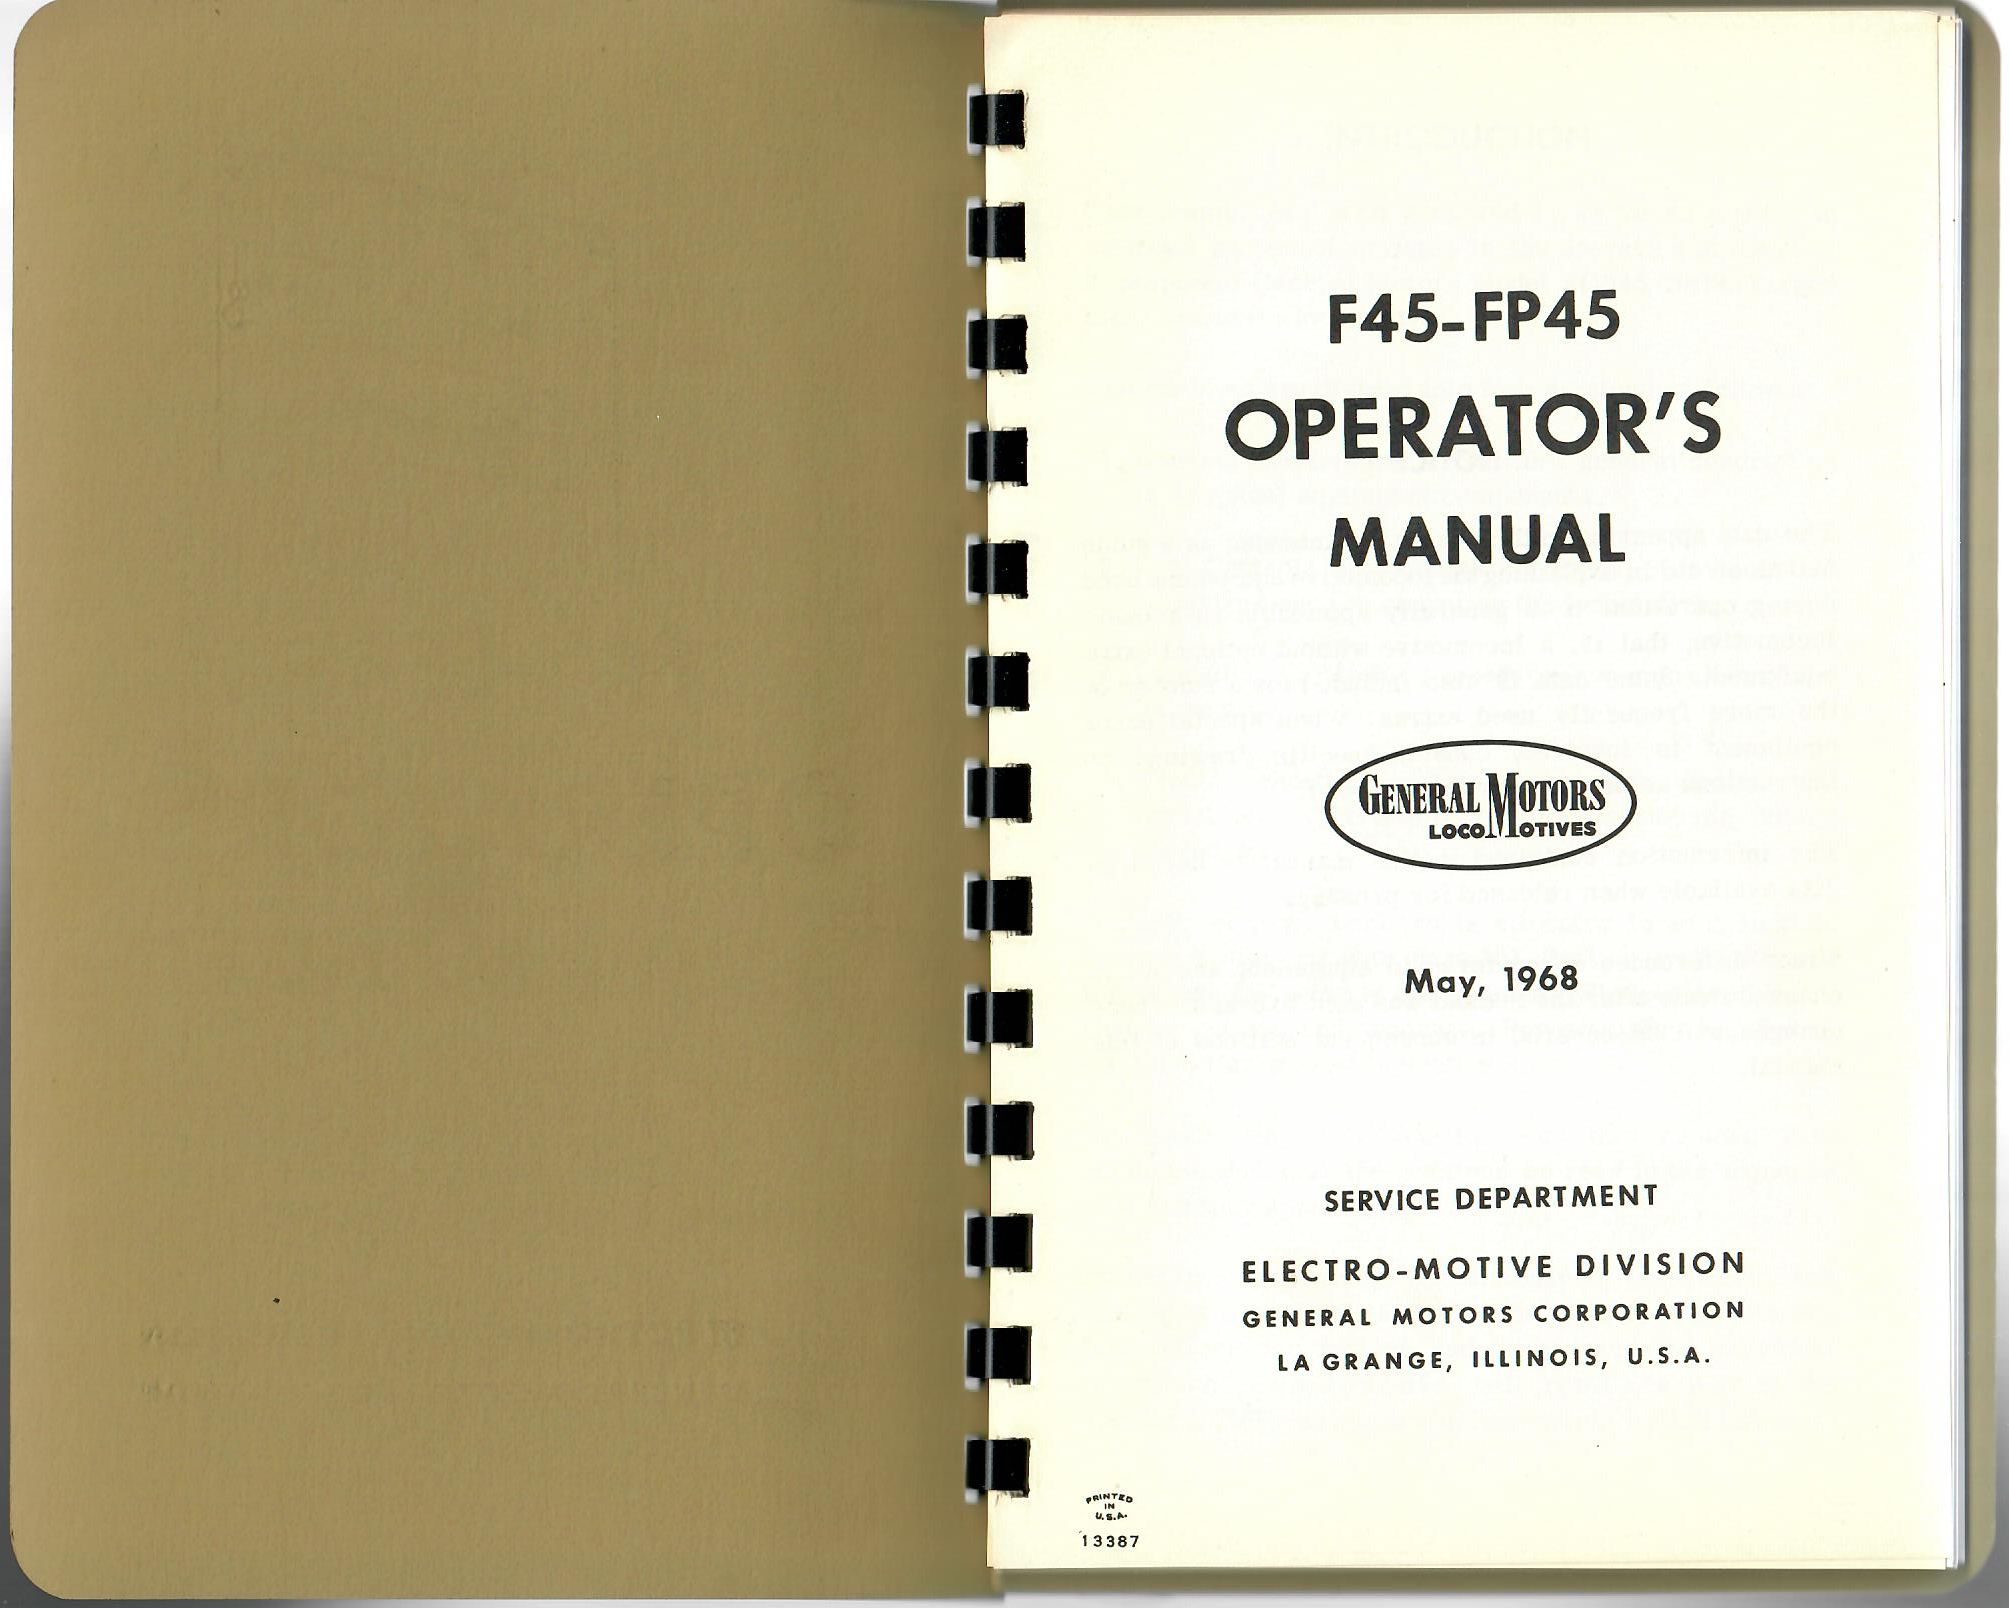 F45-FP45
OPERATOR'S
MANUAL
GENERAL MOTORS
LOCOMOTIVES
May, 1968
SERVICE DEPARTMENT
ELECTRO-MOTIVE DIVISION
GENERAL MOTORS CORPORATION
LA GRANGE, ILLINOIS, U.S.A.
PRINTED
IN
U.S.A.
13387